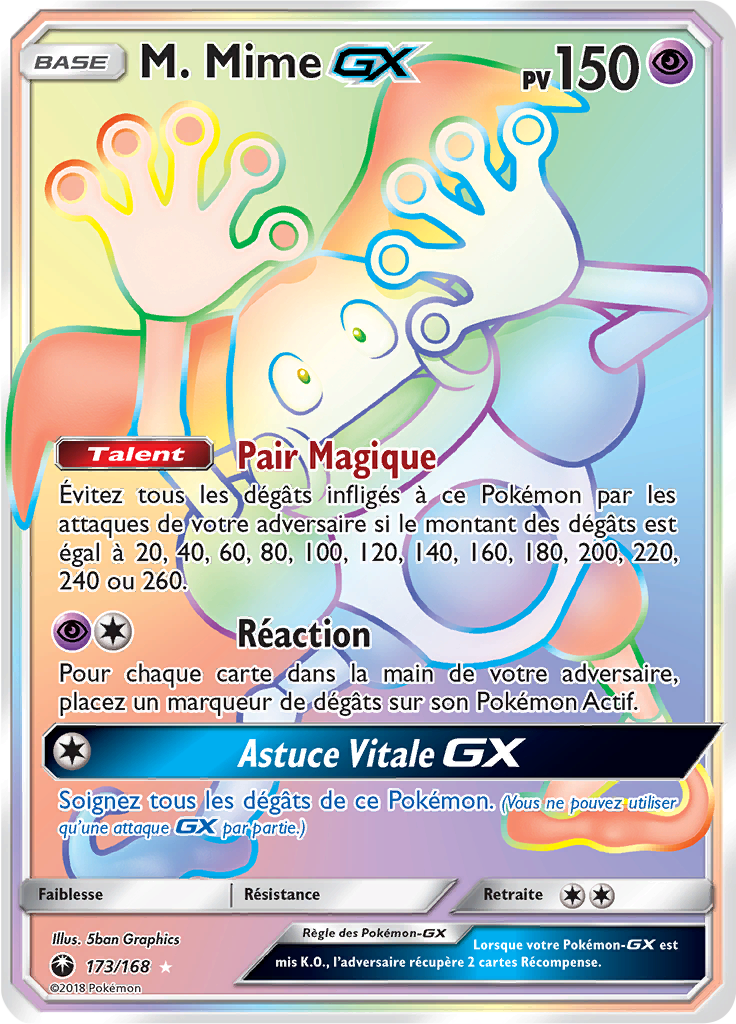 BASE M. Mime GX PV 150
Talent Pair Magique
Évitez tous les dégâts infligés à ce Pokémon par les
attaques de votre adversaire si le montant des dégâts est
égal à 20, 40, 60, 80, 100, 120, 140, 160, 180, 200, 220,
240 ou 260.
Réaction
Pour chaque carte dans la main de votre adversaire,
placez un marqueur de dégâts sur son Pokémon Actif.
Astuce Vitale GX
Soignez tous les dégâts de ce Pokémon. (Vous ne pouvez utiliser
qu'une attaque GX par partie.)
Faiblesse Résistance Retraite
Illus. 5ban Graphics
173/168
©2018 Pokémon
Règle des Pokémon-GX
Lorsque votre Pokémon-GX est
mis K.O., l'adversaire récupère 2 cartes Récompense.